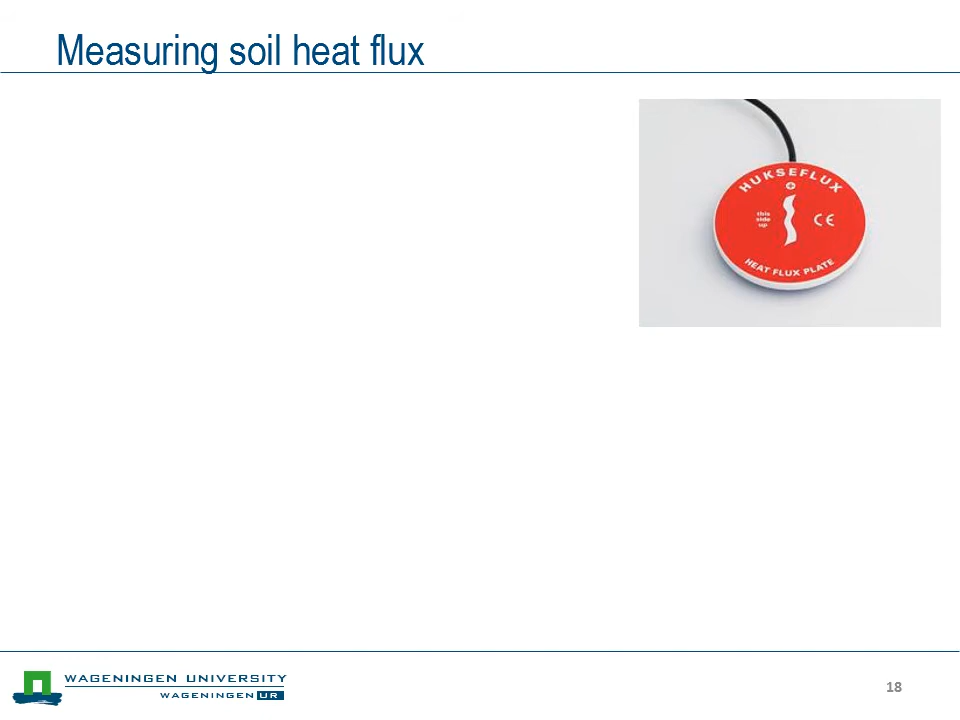 Measuring soil heat flux
HUKSEFLUX
this
side
up
CE
HEAT FLUX PLATE
WAGENINGEN UNIVERSITY
WAGENINGEN UR
18